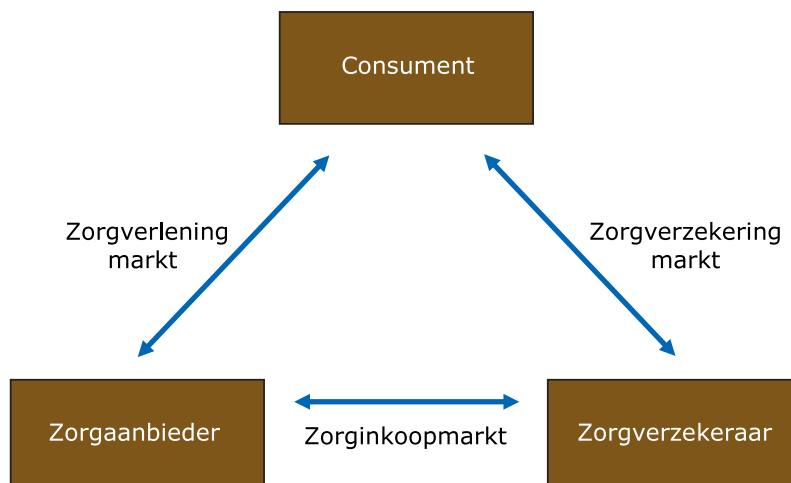 Consument
Zorgverlening
markt
Zorgverzekering
markt
Zorgaanbieder
Zorginkoopmarkt
Zorgverzekeraar